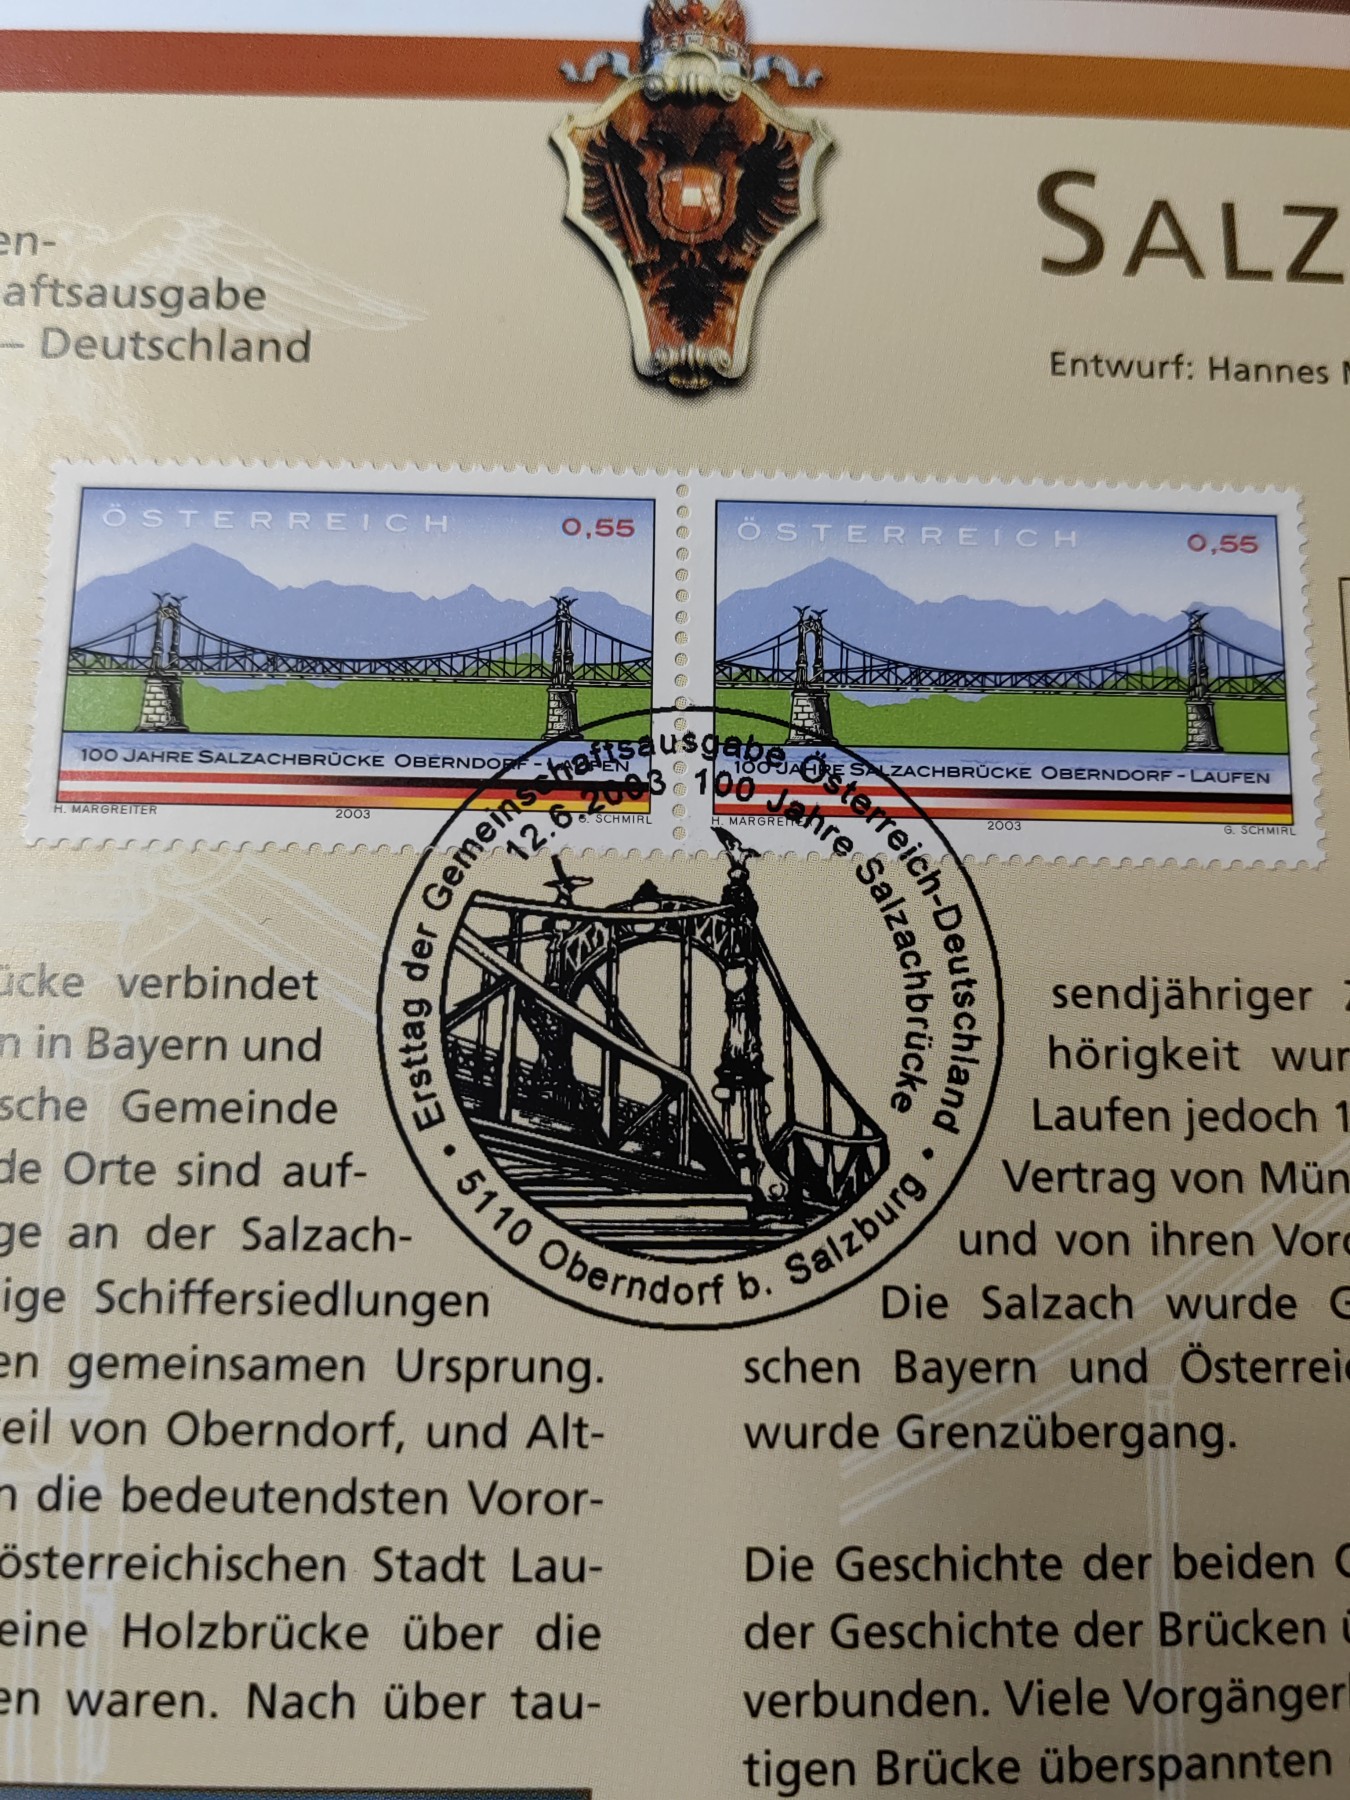 aftsausgabe
– Deutschland
SALZ
Entwurf: Hannes
ÖSTERREICH 0,55
100 JAHRE SALZACHBRÜCKE OBERNDORF - LAUFEN
H. MARGREITER 2003 G. SCHMIRL
ÖSTERREICH 0,55
100 JAHRE SALZACHBRÜCKE OBERNDORF - LAUFEN
H. MARGREITER 2003 G. SCHMIRL
Ersttag der Gemeinschaftsausgabe Österreich-Deutschland
12.6.2003 100 Jahre Salzachbrücke
• 5110 Oberndorf b. Salzburg •
ücke verbindet
n in Bayern und
sche Gemeinde
de Orte sind auf-
ge an der Salzach-
ige Schiffersiedlungen
en gemeinsamen Ursprung.
eil von Oberndorf, und Alt-
n die bedeutendsten Voror-
österreichischen Stadt Lau-
eine Holzbrücke über die
en waren. Nach über tau-
sendjähriger
hörigkeit wur
Laufen jedoch 1
Vertrag von Mün
und von ihren Voro
Die Salzach wurde G
schen Bayern und Österreic
wurde Grenzübergang.
Die Geschichte der beiden O
der Geschichte der Brücken ü
verbunden. Viele Vorgänger
tigen Brücke überspannten